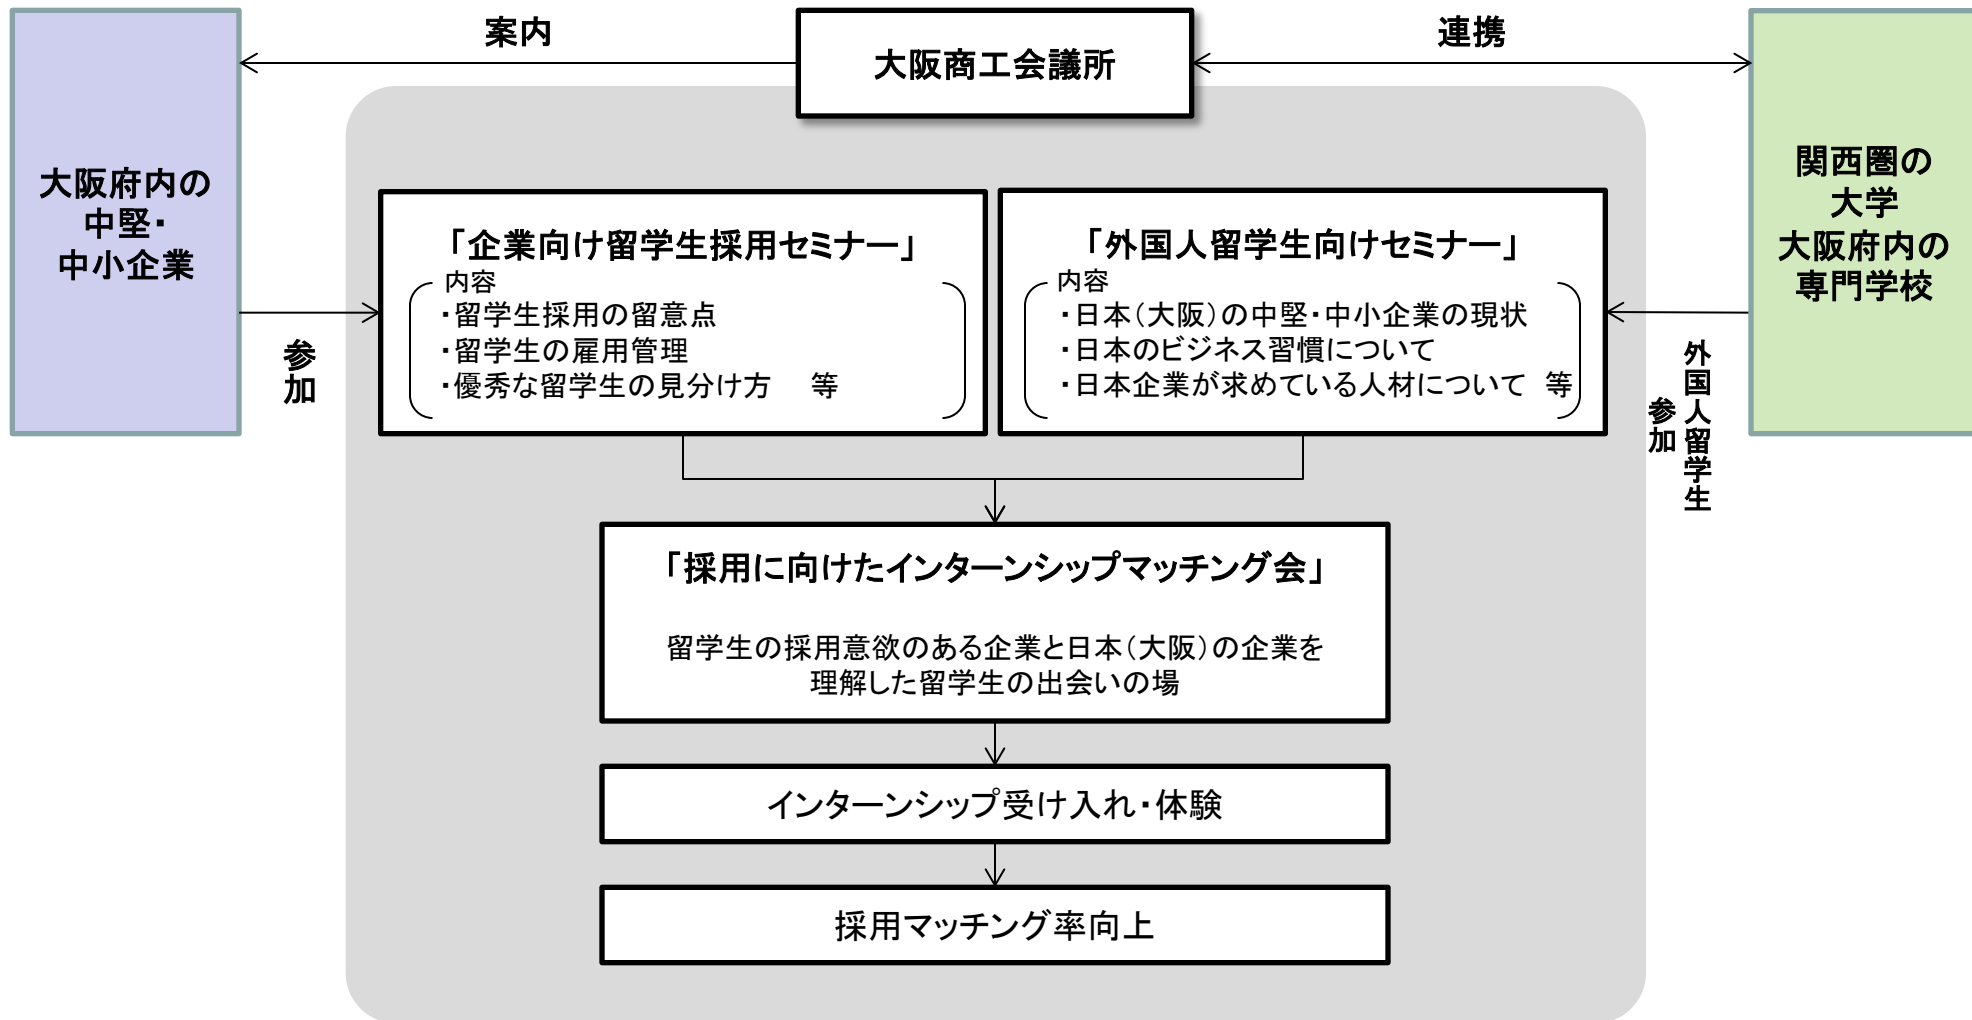 案内
大阪商工会議所
連携
大阪府内の
中堅・
中小企業
関西圏の
大学
大阪府内の
専門学校
参加
「企業向け留学生採用セミナー」
内容
・留学生採用の留意点
・留学生の雇用管理
・優秀な留学生の見分け方　等
「外国人留学生向けセミナー」
内容
・日本（大阪）の中堅・中小企業の現状
・日本のビジネス習慣について
・日本企業が求めている人材について　等
外国人留学生
参加
「採用に向けたインターンシップマッチング会」
留学生の採用意欲のある企業と日本（大阪）の企業を
理解した留学生の出会いの場
インターンシップ受け入れ・体験
採用マッチング率向上